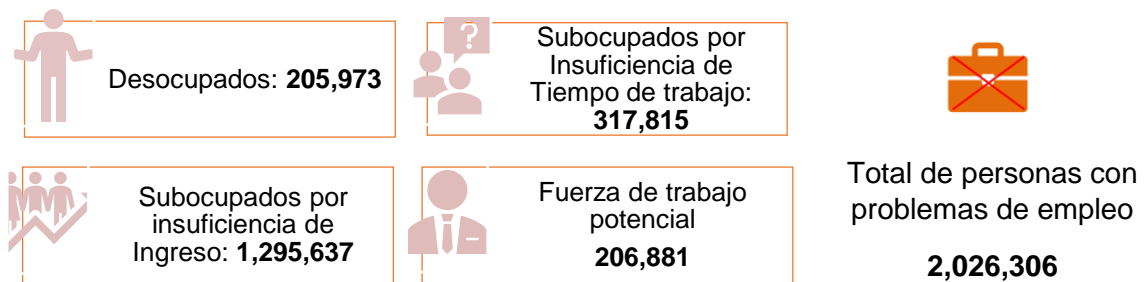 Desocupados: 205,973
Subocupados por
Insuficiencia de
Tiempo de trabajo:
317,815
Subocupados por
insuficiencia de
Ingreso: 1,295,637
Fuerza de trabajo
potencial
206,881
Total de personas con
problemas de empleo
2,026,306